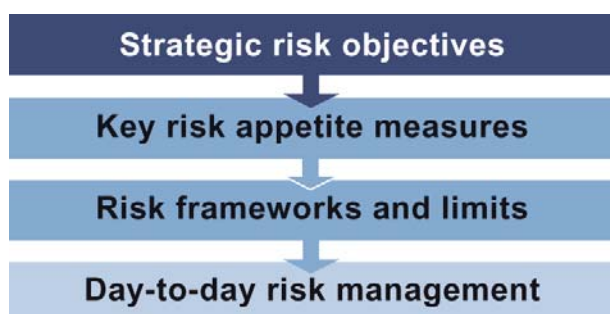 Strategic risk objectives
Key risk appetite measures
Risk frameworks and limits
Day-to-day risk management